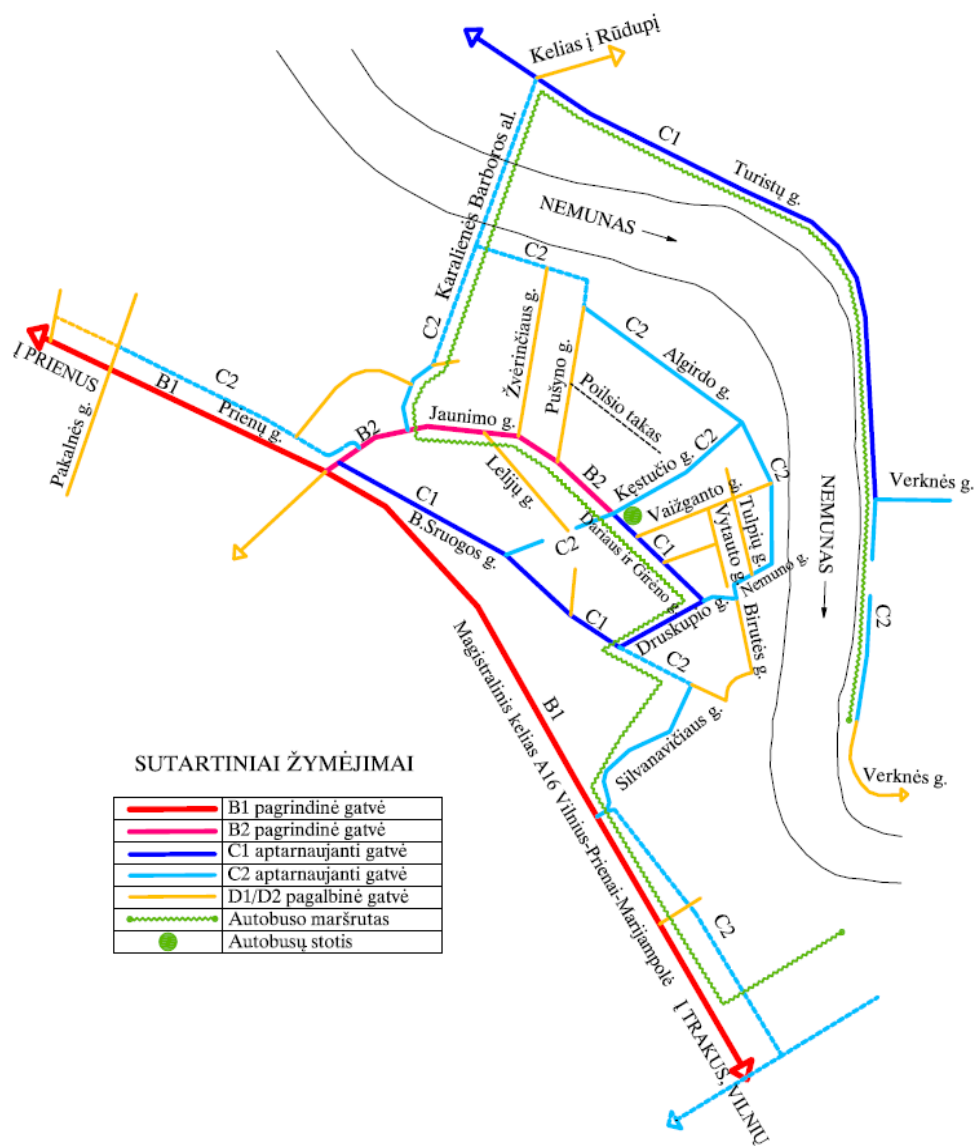 Kelias į Rūdupį
C1
Turistų g.
Karalienės Barboros al.
C2
NEMUNAS
C2
C2
Algirdo g.
Žvėrinčiaus g.
Pušyno g.
Poilsio takas
Į PRIENUS
B1
C2
Prienų g.
Pakalnės g.
B2
Jaunimo g.
Lelijų g.
B2
Kęstučio g.
C2
C2
Vaižganto g.
Tulpių g.
Vytauto g.
Nemuno g.
Verknės g.
NEMUNAS
C1
B.Sruogos g.
C2
Dariaus ir Girėno g.
C1
C1
Druskupio g.
Birutės g.
C2
C2
Silvanavičiaus g.
Verknės g.
B1
Magistralinis kelias A16 Vilnius-Prienai-Marijampolė
C2
Į TRAKUS, VILNIŲ
SUTARTINIAI ŽYMĖJIMAI
B1 pagrindinė gatvė
B2 pagrindinė gatvė
C1 aptarnaujanti gatvė
C2 aptarnaujanti gatvė
D1/D2 pagalbinė gatvė
Autobuso maršrutas
Autobusų stotis